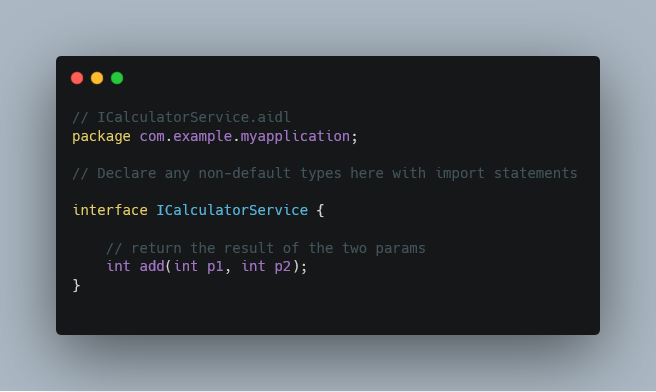 // ICalculatorService.aidl
package com.example.myapplication;
// Declare any non-default types here with import statements
interface ICalculatorService {
// return the result of the two params
int add(int p1, int p2);
}